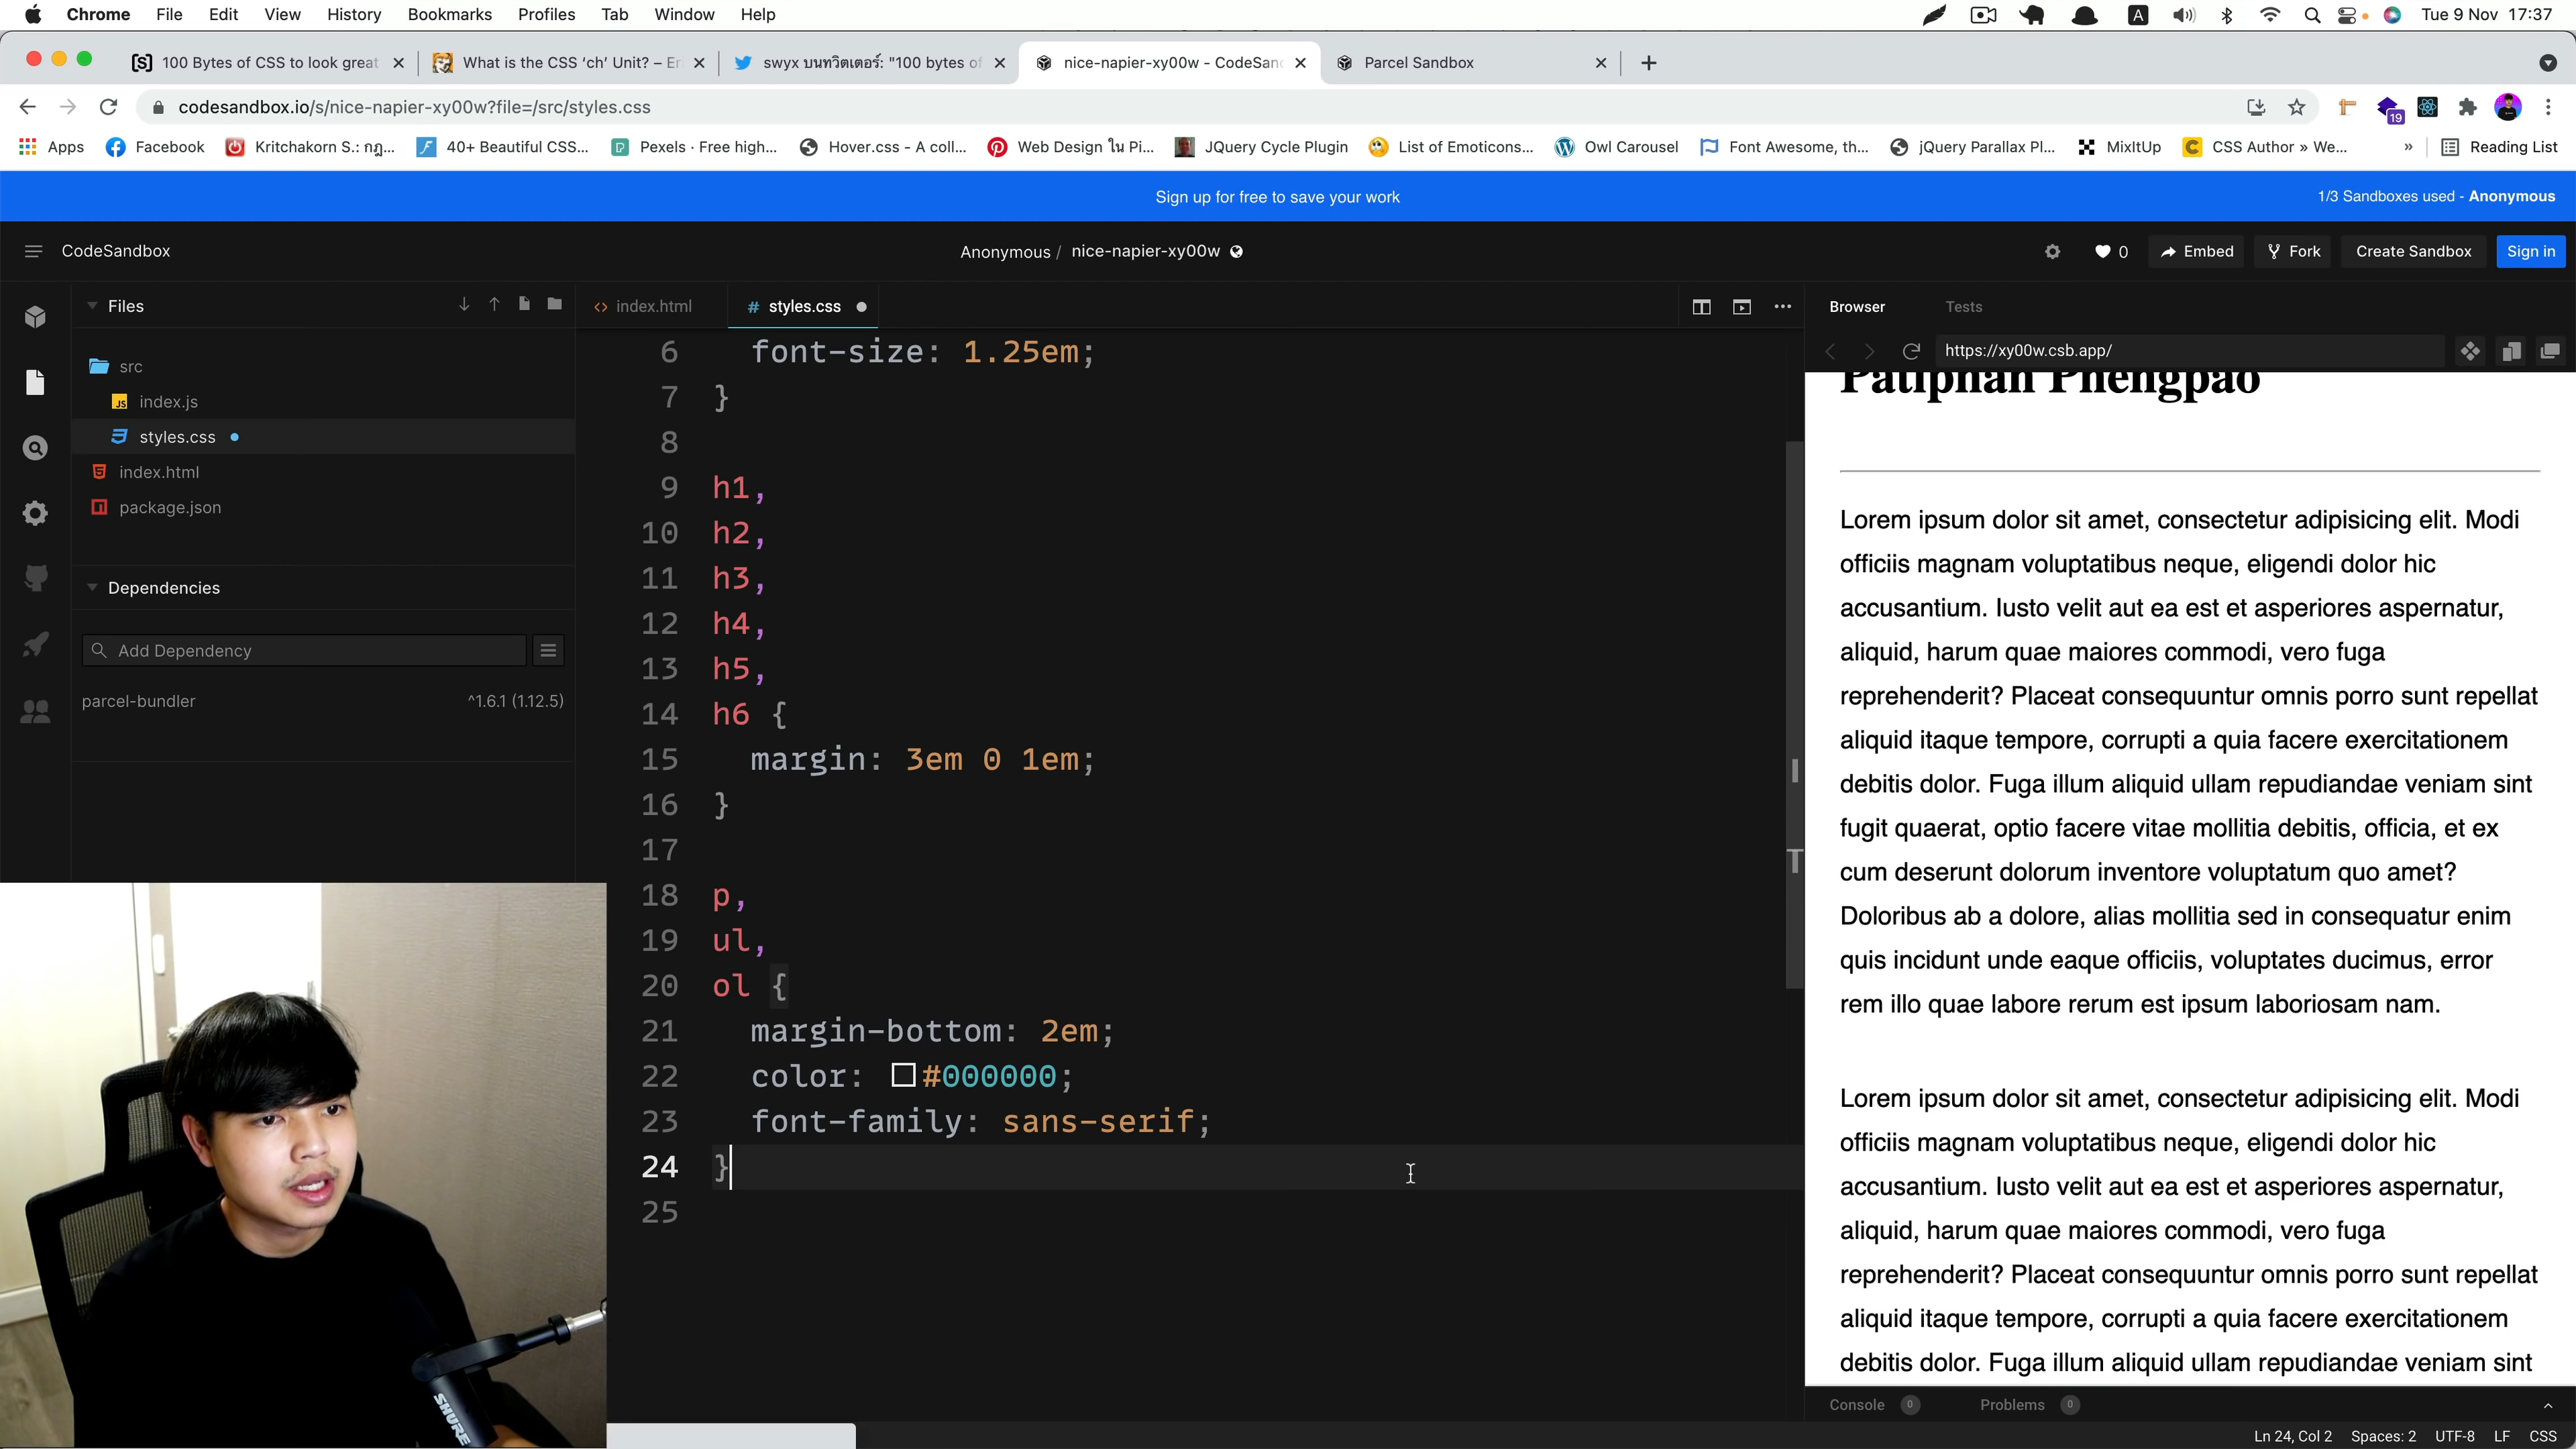 Chrome File Edit View History Bookmarks Profiles Tab Window Help A Tue 9 Nov 17:37
[S] 100 Bytes of CSS to look great What is the CSS ‘ch’ Unit? – Er swyx บนทวิตเตอร์: "100 bytes of nice-napier-xy00w - CodeSan Parcel Sandbox
codesandbox.io/s/nice-napier-xy00w?file=/src/styles.css 19
Apps Facebook Kritchakorn S.: กฎ... 40+ Beautiful CSS... Pexels · Free high... Hover.css - A coll... Web Design ใน Pi... JQuery Cycle Plugin List of Emoticons... Owl Carousel Font Awesome, th... jQuery Parallax Pl... MixItUp CSS Author » We... » Reading List
Sign up for free to save your work 1/3 Sandboxes used - Anonymous
CodeSandbox Anonymous / nice-napier-xy00w 0 Embed Fork Create Sandbox Sign in
Files
src
JS index.js
styles.css
index.html
package.json
Dependencies
Add Dependency
parcel-bundler ^1.6.1 (1.12.5)
<> index.html # styles.css
6 font-size: 1.25em;
7 }
8
9 h1,
10 h2,
11 h3,
12 h4,
13 h5,
14 h6 {
15 margin: 3em 0 1em;
16 }
17
18 p,
19 ul,
20 ol {
21 margin-bottom: 2em;
22 color: #000000;
23 font-family: sans-serif;
24 }
25
Browser Tests
https://xy00w.csb.app/
Patiphan Phengpao
Lorem ipsum dolor sit amet, consectetur adipisicing elit. Modi
officiis magnam voluptatibus neque, eligendi dolor hic
accusantium. Iusto velit aut ea est et asperiores aspernatur,
aliquid, harum quae maiores commodi, vero fuga
reprehenderit? Placeat consequuntur omnis porro sunt repellat
aliquid itaque tempore, corrupti a quia facere exercitationem
debitis dolor. Fuga illum aliquid ullam repudiandae veniam sint
fugit quaerat, optio facere vitae mollitia debitis, officia, et ex
cum deserunt dolorum inventore voluptatum quo amet?
Doloribus ab a dolore, alias mollitia sed in consequatur enim
quis incidunt unde eaque officiis, voluptates ducimus, error
rem illo quae labore rerum est ipsum laboriosam nam.
Lorem ipsum dolor sit amet, consectetur adipisicing elit. Modi
officiis magnam voluptatibus neque, eligendi dolor hic
accusantium. Iusto velit aut ea est et asperiores aspernatur,
aliquid, harum quae maiores commodi, vero fuga
reprehenderit? Placeat consequuntur omnis porro sunt repellat
aliquid itaque tempore, corrupti a quia facere exercitationem
debitis dolor. Fuga illum aliquid ullam repudiandae veniam sint
Console 0 Problems 0
Ln 24, Col 2 Spaces: 2 UTF-8 LF CSS
SHURE